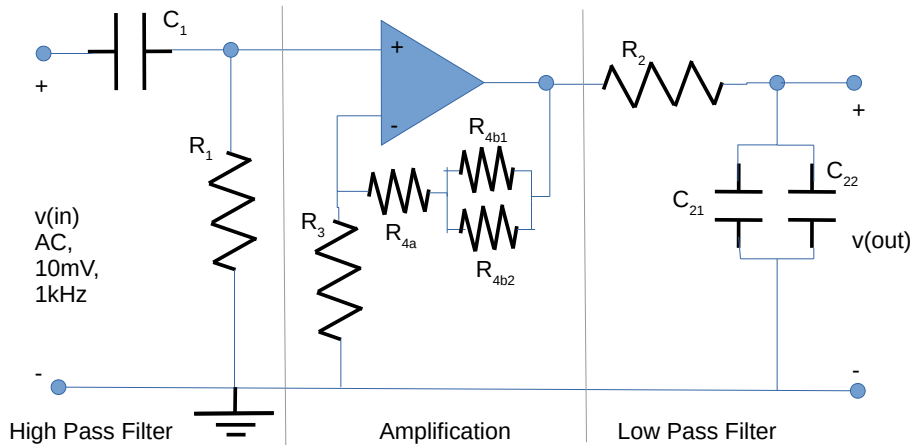 C1
+
+
-
R1
R3
R4a
R4b1
R4b2
R2
+
C21
C22
v(in)
AC,
10mV,
1kHz
v(out)
-
-
High Pass Filter
Amplification
Low Pass Filter